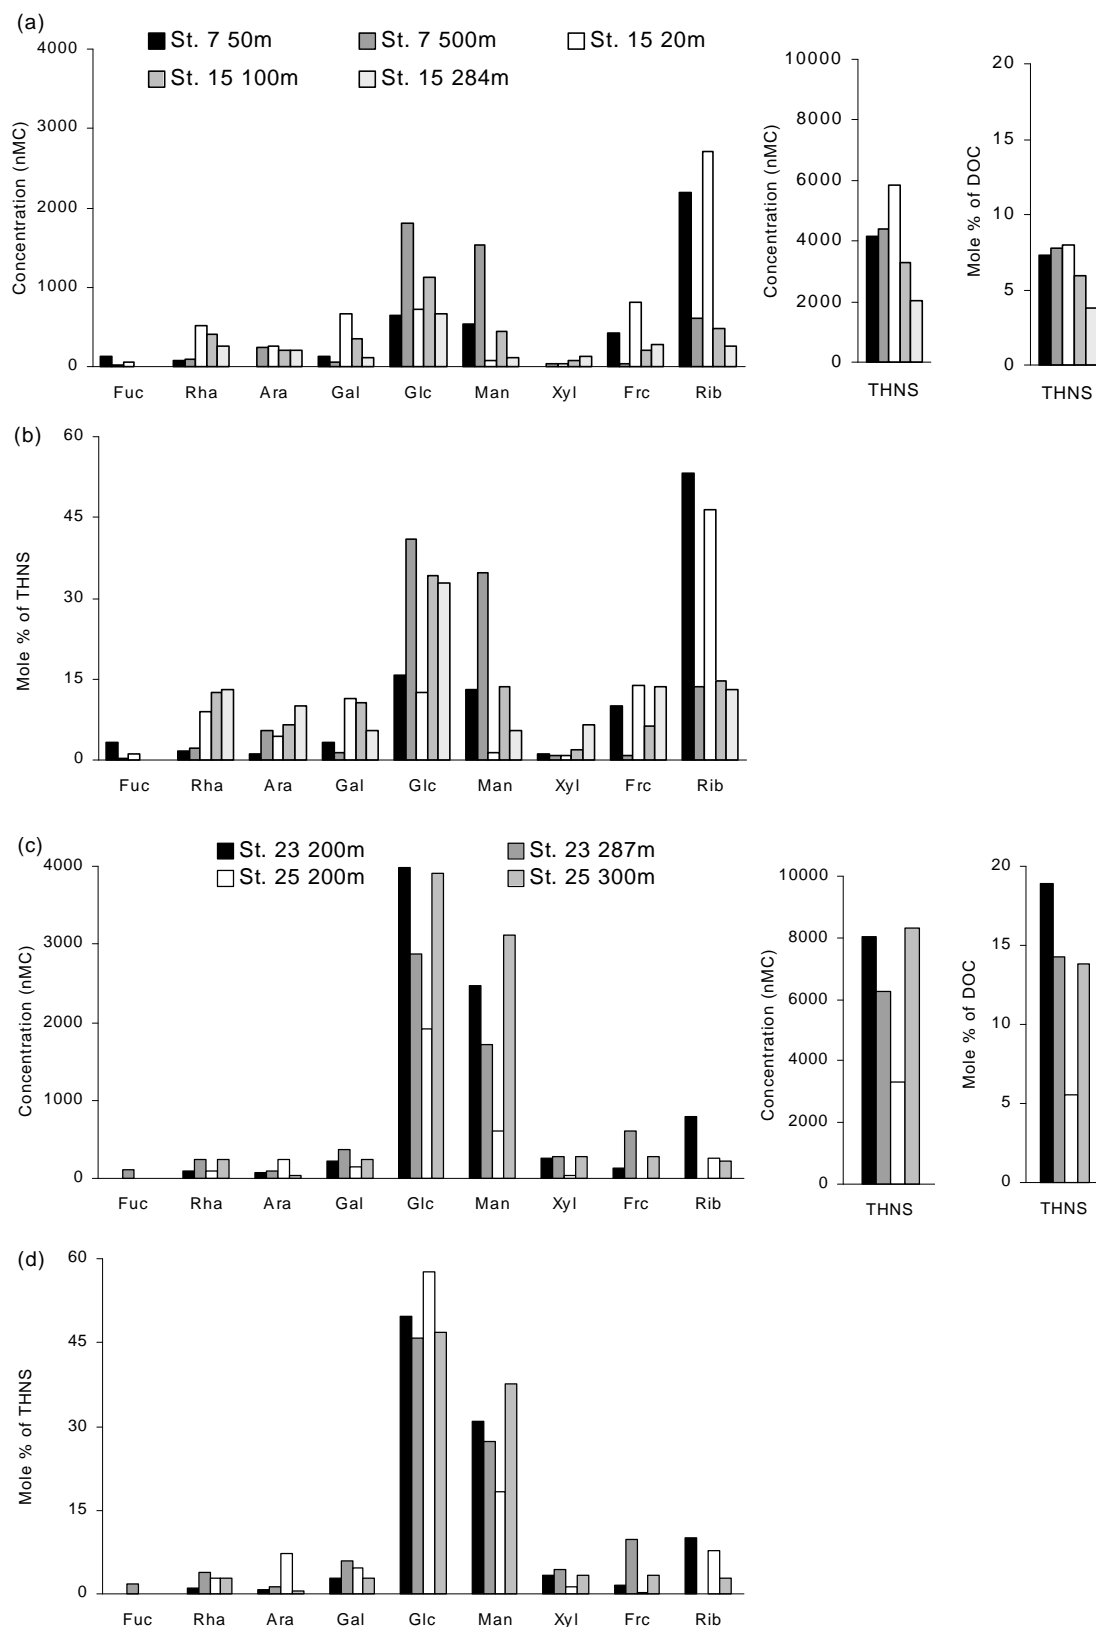 (a)
St. 7 50m St. 7 500m St. 15 20m
St. 15 100m St. 15 284m
4000
3000
2000
1000
0
Concentration (nMC)
Fuc Rha Ara Gal Glc Man Xyl Frc Rib
10000
8000
6000
4000
2000
0
Concentration (nMC)
THNS
20
15
10
5
0
Mole % of DOC
THNS
(b)
60
45
30
15
0
Mole % of THNS
Fuc Rha Ara Gal Glc Man Xyl Frc Rib
(c)
St. 23 200m St. 23 287m
St. 25 200m St. 25 300m
4000
3000
2000
1000
0
Concentration (nMC)
Fuc Rha Ara Gal Glc Man Xyl Frc Rib
10000
8000
6000
4000
2000
0
Concentration (nMC)
THNS
20
15
10
5
0
Mole % of DOC
THNS
(d)
60
45
30
15
0
Mole % of THNS
Fuc Rha Ara Gal Glc Man Xyl Frc Rib